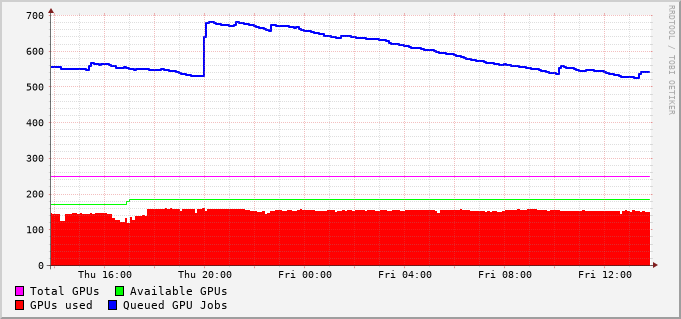 RRDTOOL / TOBI OETIKER
700
600
500
400
300
200
100
0
Thu 16:00 Thu 20:00 Fri 00:00 Fri 04:00 Fri 08:00 Fri 12:00
Total GPUs Available GPUs
GPUs used Queued GPU Jobs